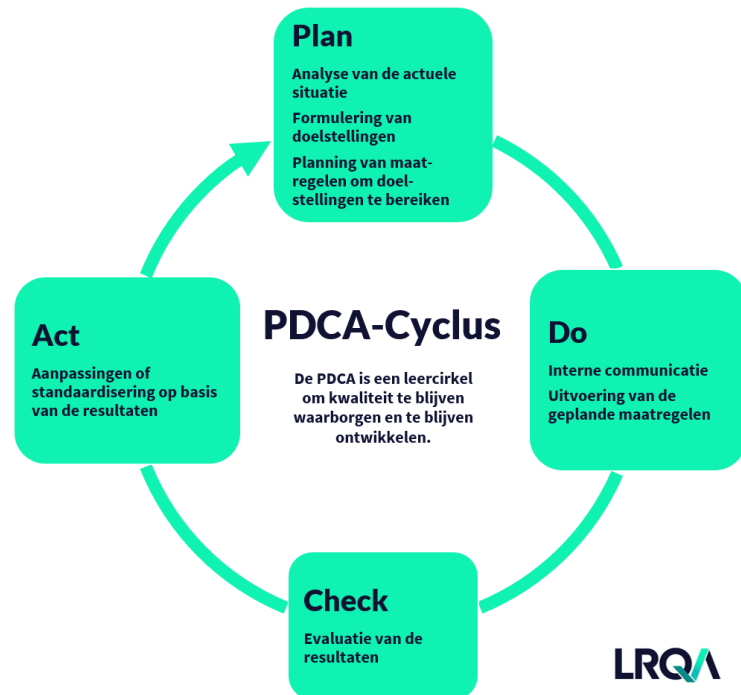 Plan
Analyse van de actuele
situatie
Formulering van
doelstellingen
Planning van maat-
regelen om doel-
stellingen te bereiken
Do
Interne communicatie
Uitvoering van de
geplande maatregelen
Check
Evaluatie van de
resultaten
Act
Aanpassingen of
standaardisering op basis
van de resultaten
PDCA-Cyclus
De PDCA is een leercirkel
om kwaliteit te blijven
waarborgen en te blijven
ontwikkelen.
LRQA